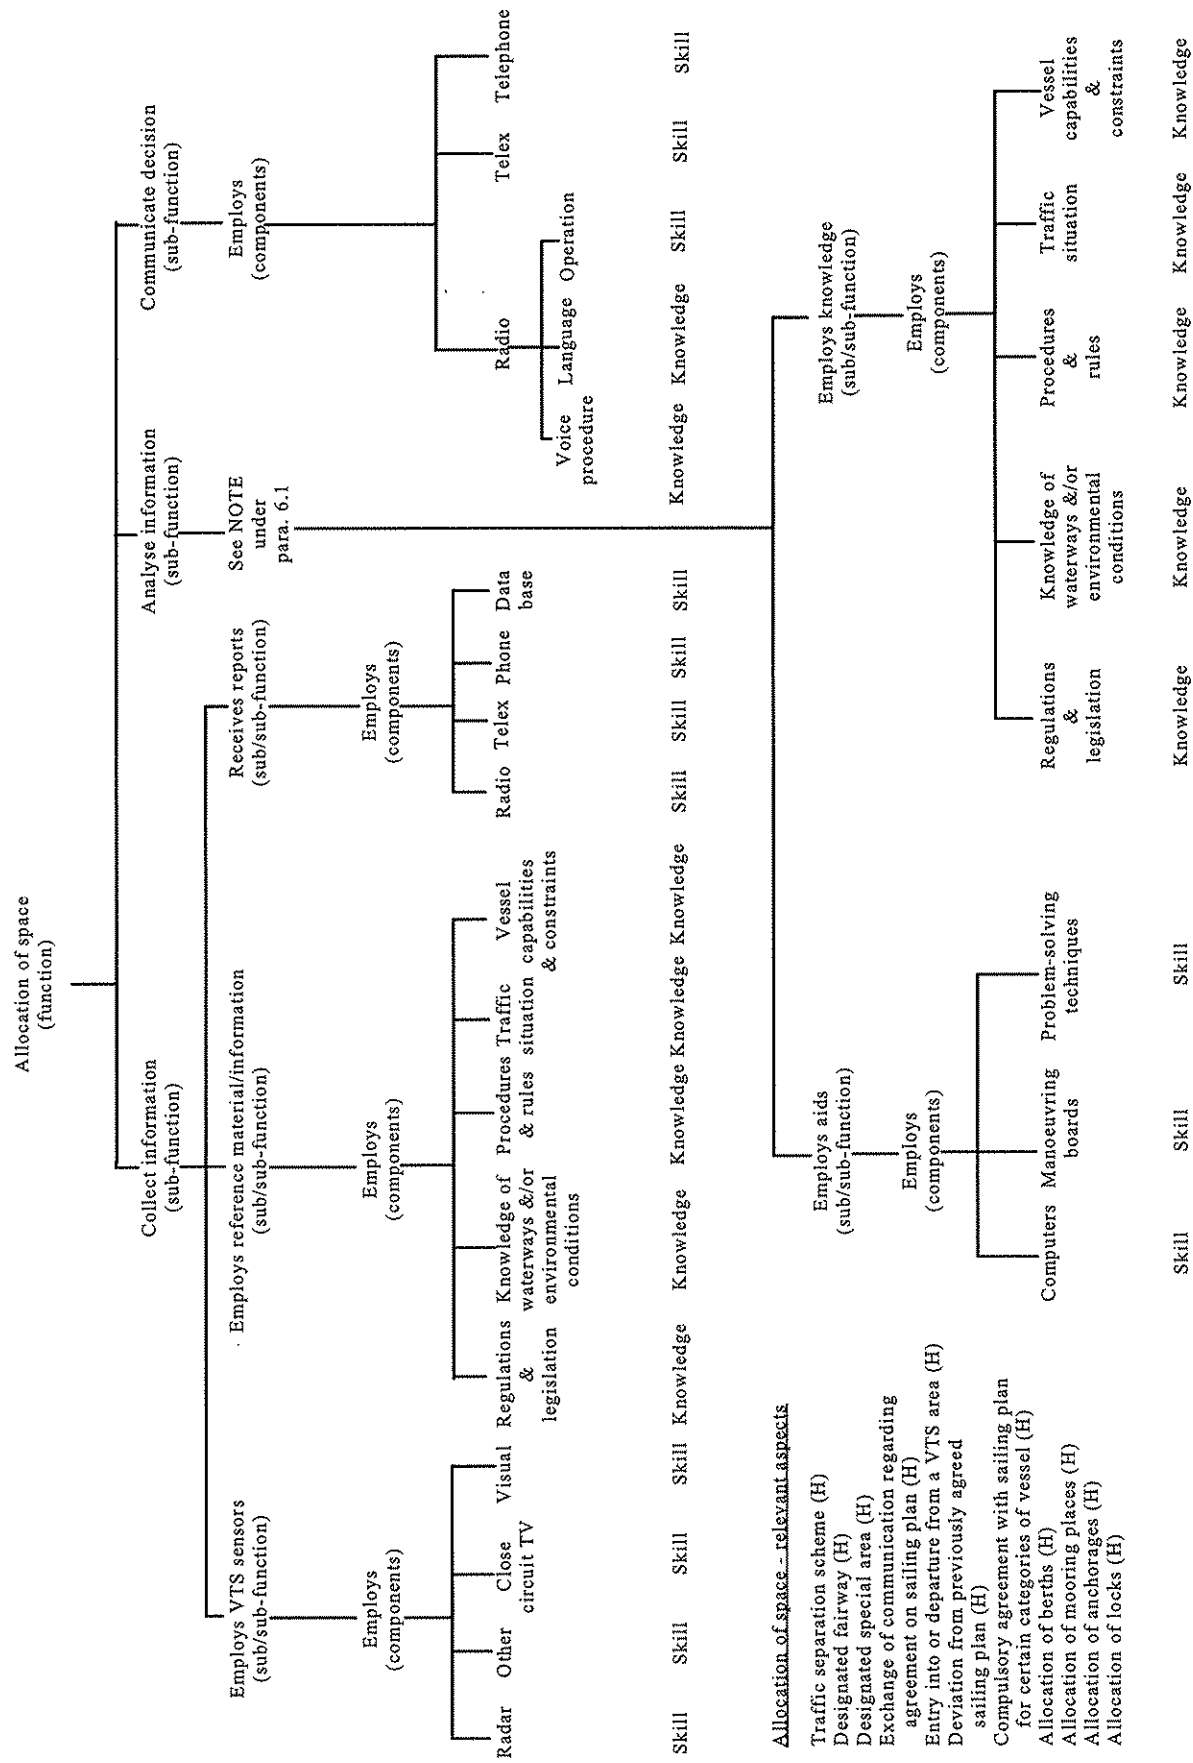 Allocation of space
(function)
Collect information
(sub-function)
Analyse information
(sub-function)
Communicate decision
(sub-function)
Employs VTS sensors
(sub/sub-function)
Employs reference material/information
(sub/sub-function)
Receives reports
(sub/sub-function)
See NOTE
under
para. 6.1
Employs
(components)
Employs
(components)
Employs
(components)
Employs
(components)
Radar
Other
Close
circuit TV
Visual
Regulations
&
legislation
Knowledge of
waterways &/or
environmental
conditions
Procedures
& rules
Traffic
situation
Vessel
capabilities
& constraints
Radio
Telex
Phone
Data
base
Radio
Telex
Telephone
Voice
procedure
Language
Operation
Skill
Skill
Skill
Skill
Knowledge
Knowledge
Knowledge
Knowledge
Knowledge
Skill
Skill
Skill
Skill
Knowledge
Knowledge
Skill
Skill
Skill
Allocation of space - relevant aspects
Traffic separation scheme (H)
Designated fairway (H)
Designated special area (H)
Exchange of communication regarding
agreement on sailing plan (H)
Entry into or departure from a VTS area (H)
Deviation from previously agreed
sailing plan (H)
Compulsory agreement with sailing plan
for certain categories of vessel (H)
Allocation of berths (H)
Allocation of mooring places (H)
Allocation of anchorages (H)
Allocation of locks (H)
Employs aids
(sub/sub-function)
Employs knowledge
(sub/sub-function)
Employs
(components)
Employs
(components)
Computers
Manoeuvring
boards
Problem-solving
techniques
Regulations
&
legislation
Knowledge of
waterways &/or
environmental
conditions
Procedures
&
rules
Traffic
situation
Vessel
capabilities
&
constraints
Skill
Skill
Skill
Knowledge
Knowledge
Knowledge
Knowledge
Knowledge